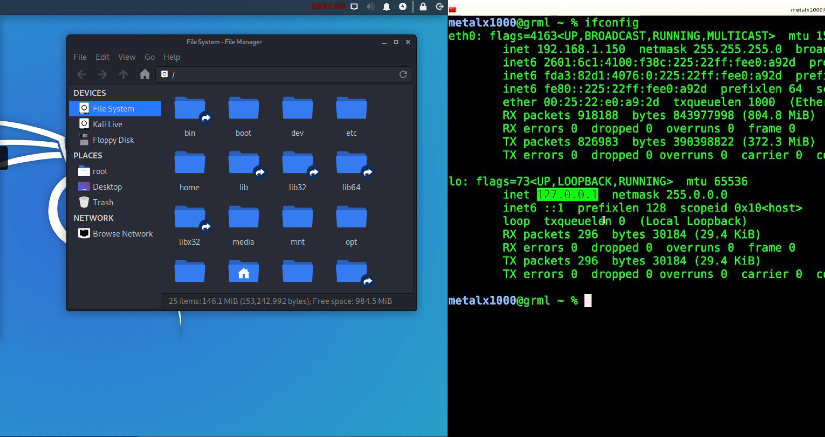 File System - File Manager
File Edit View Go Help
/
DEVICES
File System
Kali Live
Floppy Disk
PLACES
root
Desktop
Trash
NETWORK
Browse Network
bin boot dev etc
home lib lib32 lib64
libx32 media mnt opt
25 items: 146.1 MiB (153,242,992 bytes), Free space: 984.5 MiB
metalx1000@
metalx1000@grml ~ % ifconfig
eth0: flags=4163<UP,BROADCAST,RUNNING,MULTICAST> mtu 15
inet 192.168.1.150 netmask 255.255.255.0 broa
inet6 2601:6c1:4100:f38c:225:22ff:fee0:a92d pre
inet6 fda3:82d1:4076:0:225:22ff:fee0:a92d prefi
inet6 fe80::225:22ff:fee0:a92d prefixlen 64 sc
ether 00:25:22:e0:a9:2d txqueuelen 1000 (Ether
RX packets 918188 bytes 843977998 (804.8 MiB)
RX errors 0 dropped 0 overruns 0 frame 0
TX packets 826983 bytes 390398822 (372.3 MiB)
TX errors 0 dropped 0 overruns 0 carrier 0 co
lo: flags=73<UP,LOOPBACK,RUNNING> mtu 65536
inet 127.0.0.1 netmask 255.0.0.0
inet6 ::1 prefixlen 128 scopeid 0x10<host>
loop txqueuelen 0 (Local Loopback)
RX packets 296 bytes 30184 (29.4 KiB)
RX errors 0 dropped 0 overruns 0 frame 0
TX packets 296 bytes 30184 (29.4 KiB)
TX errors 0 dropped 0 overruns 0 carrier 0 co
metalx1000@grml ~ %